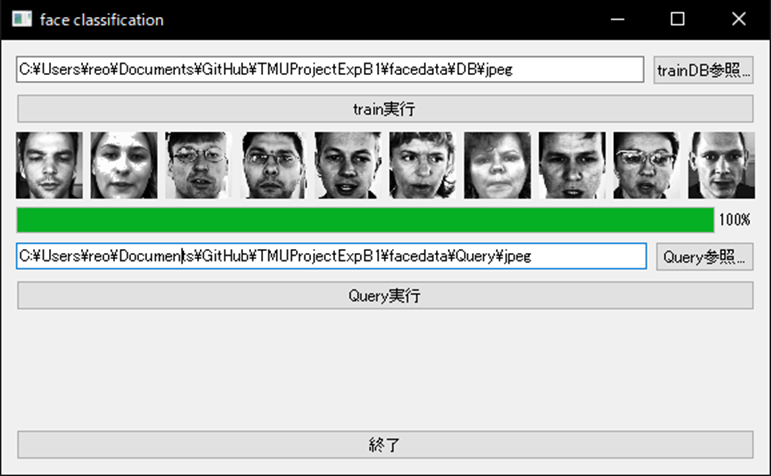 face classification
C:¥Users¥reo¥Documents¥GitHub¥TMUProjectExpB1¥facedata¥DB¥jpeg
trainDB参照...
train実行
100%
C:¥Users¥reo¥Documents¥GitHub¥TMUProjectExpB1¥facedata¥Query¥jpeg
Query参照...
Query実行
終了